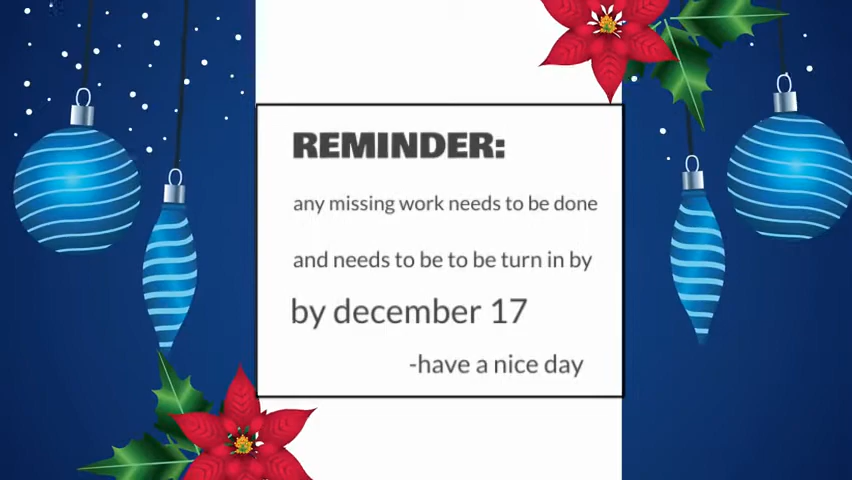 REMINDER:
any missing work needs to be done
and needs to be to be turn in by
by december 17
-have a nice day